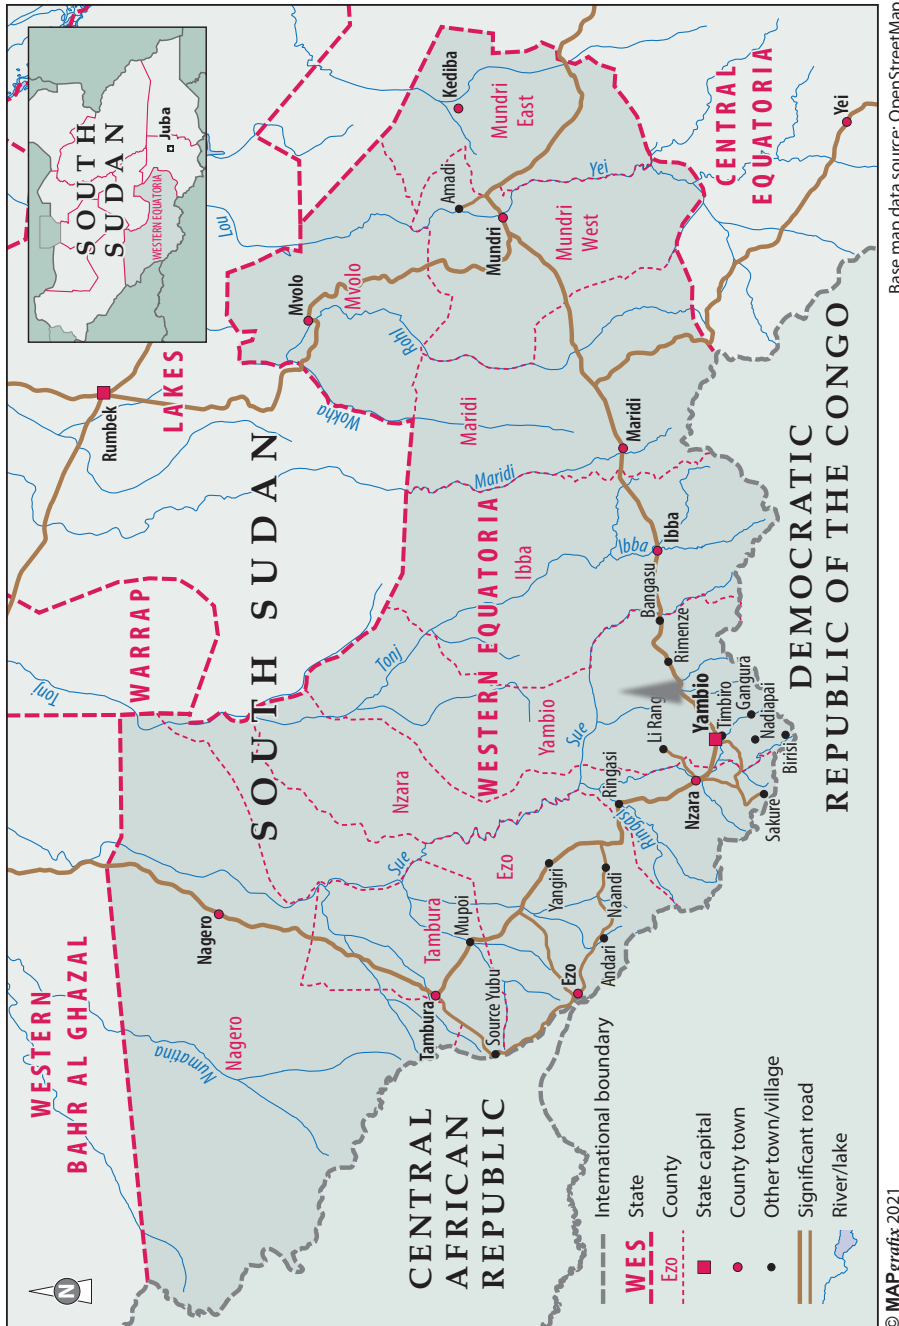 SOUTH
SUDAN
Juba
WESTERN EQUATORIA
WESTERN
BAHR AL GHAZAL
WARRAP
LAKES
Rumbek
Tonj
Lou
Nagero
Numatina
Nagero
SOUTH SUDAN
Mvolo
Mvolo
Wokha
Rohl
Kediba
Mundri
East
Amadi
Mundri
Yei
Mundri
West
CENTRAL
EQUATORIA
Yei
Tambura
Tambura
Mupoi
Source Yubu
Sue
Nzara
Tonj
WESTERN EQUATORIA
Maridi
Maridi
Maridi
Ibba
Ibba
Ibba
Yambio
Sue
Ezo
Ezo
Yangiri
Naandi
Andari
Ringasi
Ringasi
Bangasu
Rimenze
Li Rang
Yambio
Timbiro
Gangura
Nadiapai
Birisi
Nzara
Sakure
CENTRAL
AFRICAN
REPUBLIC
DEMOCRATIC
REPUBLIC OF THE CONGO
N
International boundary
WES
State
Ezo
County
State capital
County town
Other town/village
Significant road
River/lake
© MAPgrafix 2021
Base map data source: OpenStreetMap